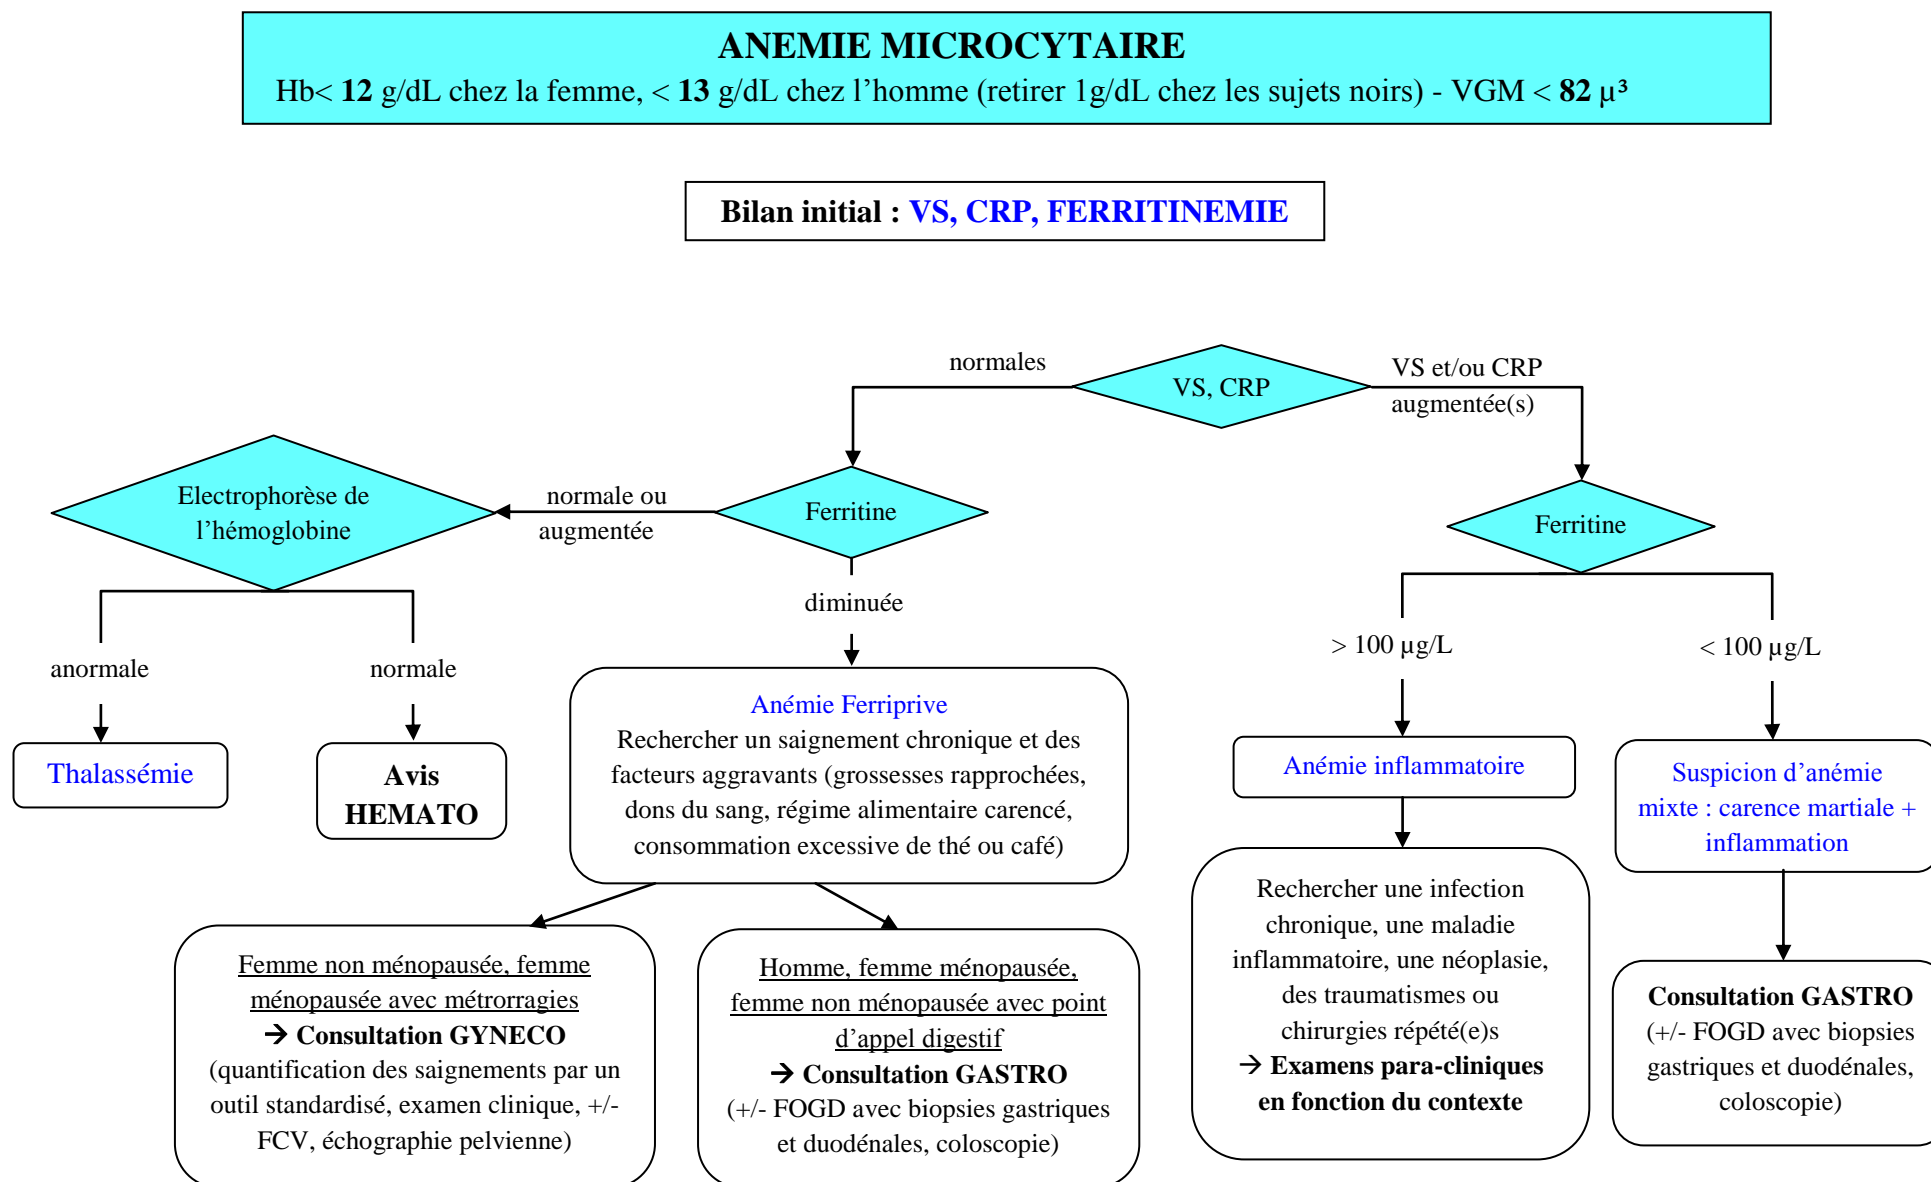 ANEMIE MICROCYTAIRE
Hb< 12 g/dL chez la femme, < 13 g/dL chez l’homme (retirer 1g/dL chez les sujets noirs) - VGM < 82 µ³
Bilan initial : VS, CRP, FERRITINEMIE
normales
VS, CRP
VS et/ou CRP
augmentée(s)
Electrophorèse de
l’hémoglobine
normale ou
augmentée
Ferritine
Ferritine
diminuée
> 100 µg/L
< 100 µg/L
anormale
normale
Thalassémie
Avis
HEMATO
Anémie Ferriprive
Rechercher un saignement chronique et des
facteurs aggravants (grossesses rapprochées,
dons du sang, régime alimentaire carencé,
consommation excessive de thé ou café)
Anémie inflammatoire
Suspicion d’anémie
mixte : carence martiale +
inflammation
Femme non ménopausée, femme
ménopausée avec métrorragies
→ Consultation GYNECO
(quantification des saignements par un
outil standardisé, examen clinique, +/-
FCV, échographie pelvienne)
Homme, femme ménopausée,
femme non ménopausée avec point
d’appel digestif
→ Consultation GASTRO
(+/- FOGD avec biopsies gastriques
et duodénales, coloscopie)
Rechercher une infection
chronique, une maladie
inflammatoire, une néoplasie,
des traumatismes ou
chirurgies répété(e)s
→ Examens para-cliniques
en fonction du contexte
Consultation GASTRO
(+/- FOGD avec biopsies
gastriques et duodénales,
coloscopie)